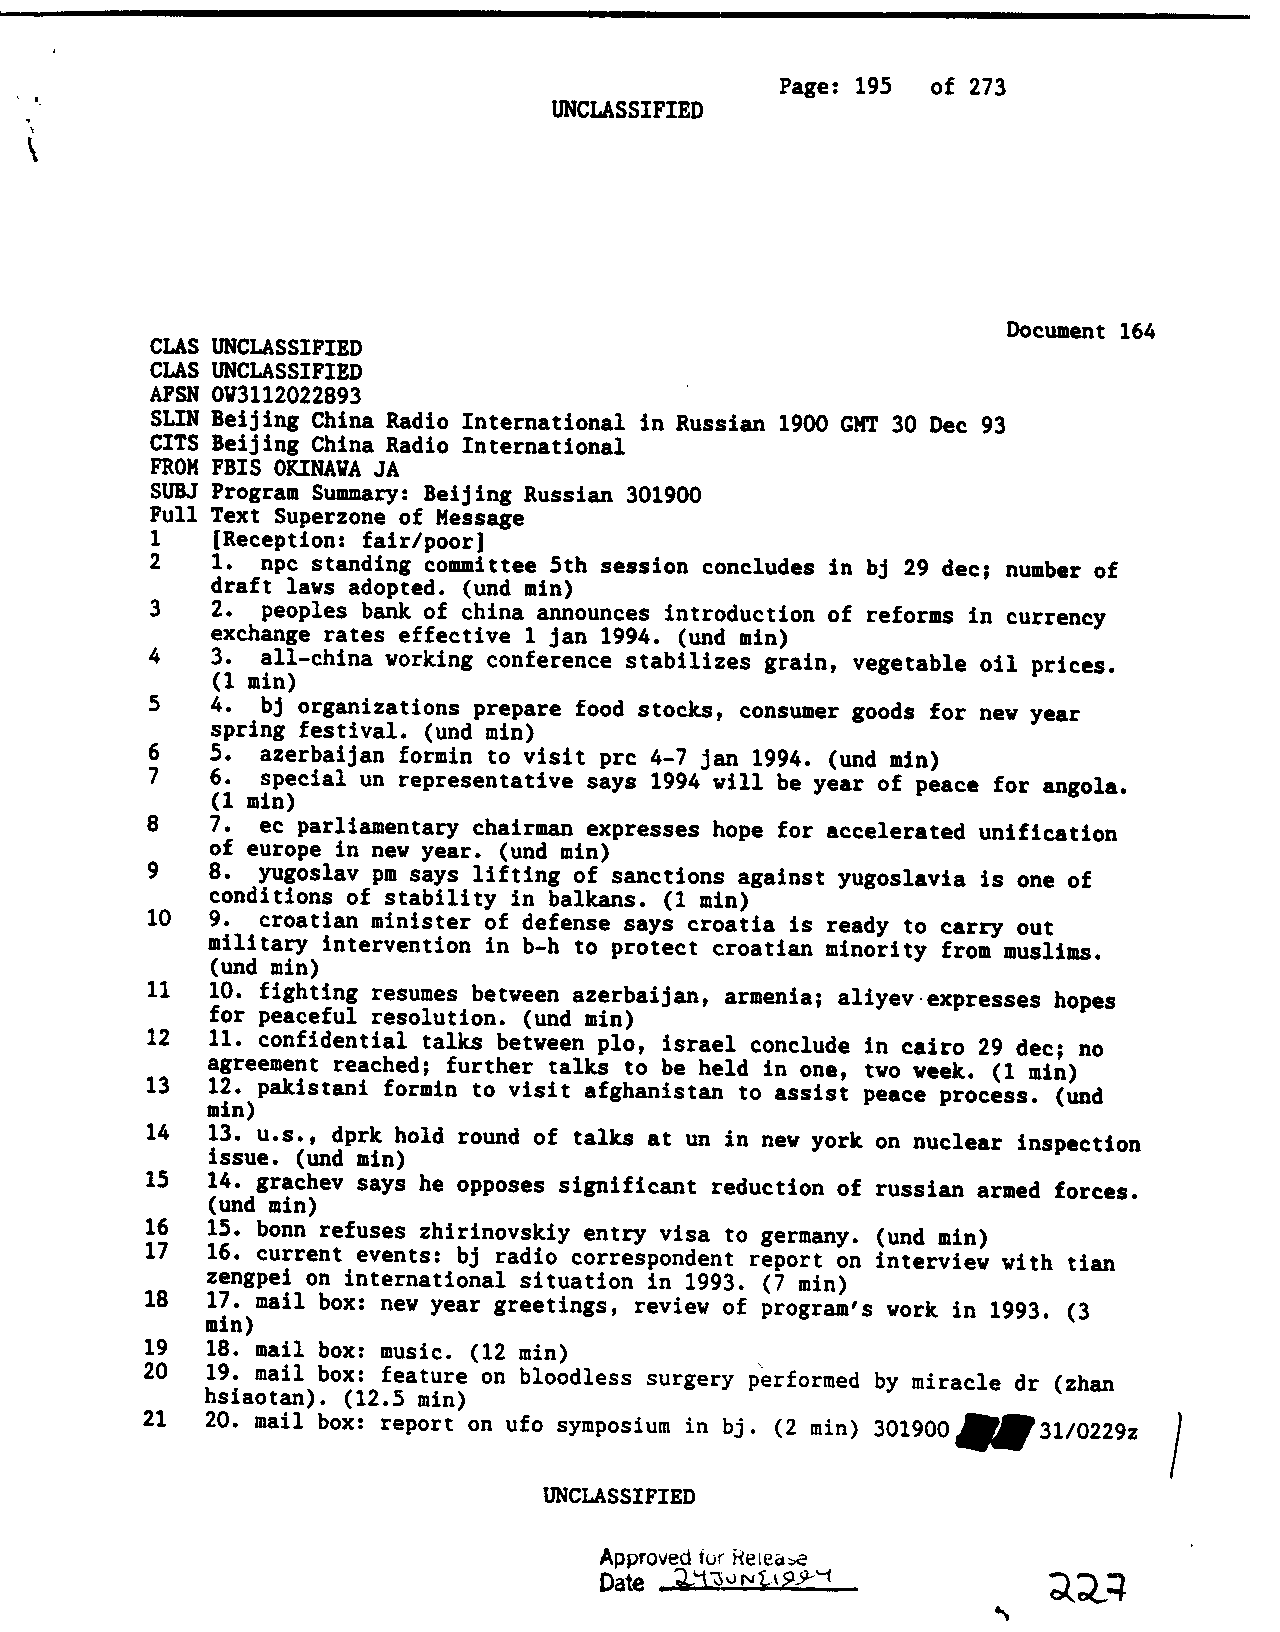 Page: 195 of 273
UNCLASSIFIED
Document 164
CLAS UNCLASSIFIED
CLAS UNCLASSIFIED
AFSN OW3112022893
SLIN Beijing China Radio International in Russian 1900 GMT 30 Dec 93
CITS Beijing China Radio International
FROM FBIS OKINAWA JA
SUBJ Program Summary: Beijing Russian 301900
Full Text Superzone of Message
1 [Reception: fair/poor]
2 1. npc standing committee 5th session concludes in bj 29 dec; number of
draft laws adopted. (und min)
3 2. peoples bank of china announces introduction of reforms in currency
exchange rates effective 1 jan 1994. (und min)
4 3. all-china working conference stabilizes grain, vegetable oil prices.
(1 min)
5 4. bj organizations prepare food stocks, consumer goods for new year
spring festival. (und min)
6 5. azerbaijan formin to visit prc 4-7 jan 1994. (und min)
7 6. special un representative says 1994 will be year of peace for angola.
(1 min)
8 7. ec parliamentary chairman expresses hope for accelerated unification
of europe in new year. (und min)
9 8. yugoslav pm says lifting of sanctions against yugoslavia is one of
conditions of stability in balkans. (1 min)
10 9. croatian minister of defense says croatia is ready to carry out
military intervention in b-h to protect croatian minority from muslims.
(und min)
11 10. fighting resumes between azerbaijan, armenia; aliyev expresses hopes
for peaceful resolution. (und min)
12 11. confidential talks between plo, israel conclude in cairo 29 dec; no
agreement reached; further talks to be held in one, two week. (1 min)
13 12. pakistani formin to visit afghanistan to assist peace process. (und
min)
14 13. u.s., dprk hold round of talks at un in new york on nuclear inspection
issue. (und min)
15 14. grachev says he opposes significant reduction of russian armed forces.
(und min)
16 15. bonn refuses zhirinovskiy entry visa to germany. (und min)
17 16. current events: bj radio correspondent report on interview with tian
zengpei on international situation in 1993. (7 min)
18 17. mail box: new year greetings, review of program's work in 1993. (3
min)
19 18. mail box: music. (12 min)
20 19. mail box: feature on bloodless surgery performed by miracle dr (zhan
hsiaotan). (12.5 min)
21 20. mail box: report on ufo symposium in bj. (2 min) 301900 31/0229z
UNCLASSIFIED
Approved for Release
Date 24JUNE1994
227